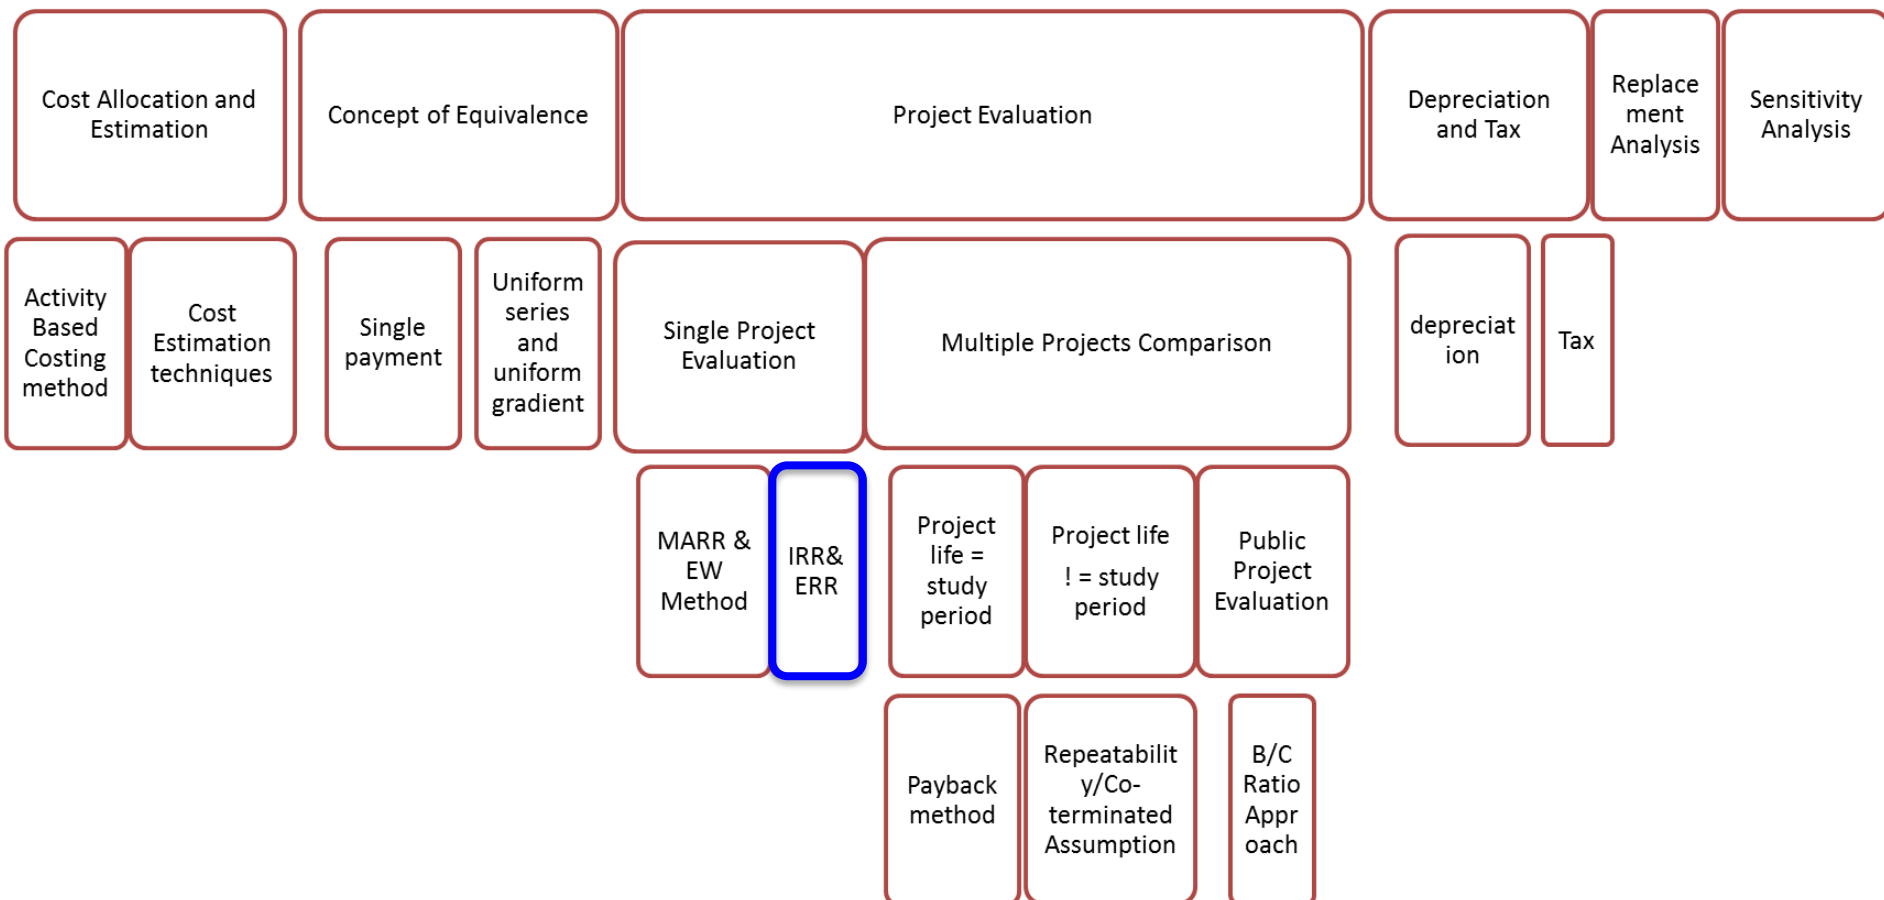 Cost Allocation and
Estimation
Concept of Equivalence
Project Evaluation
Depreciation
and Tax
Replace
ment
Analysis
Sensitivity
Analysis
Activity
Based
Costing
method
Cost
Estimation
techniques
Single
payment
Uniform
series
and
uniform
gradient
Single Project
Evaluation
Multiple Projects Comparison
depreciat
ion
Tax
MARR &
EW
Method
IRR&
ERR
Project
life =
study
period
Project life
! = study
period
Public
Project
Evaluation
Payback
method
Repeatabilit
y/Co-
terminated
Assumption
B/C
Ratio
Appr
oach